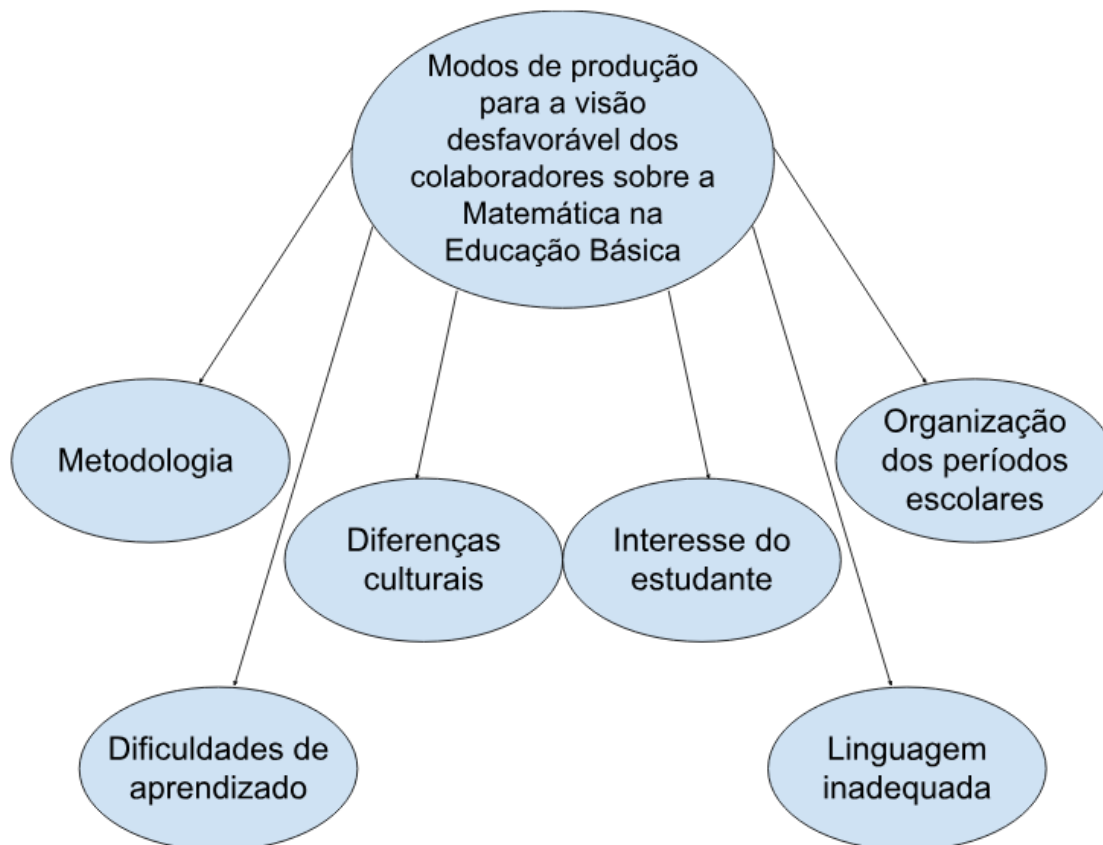 Modos de produção
para a visão
desfavorável dos
colaboradores sobre a
Matemática na
Educação Básica
Metodologia
Organização
dos períodos
escolares
Diferenças
culturais
Interesse do
estudante
Dificuldades de
aprendizado
Linguagem
inadequada